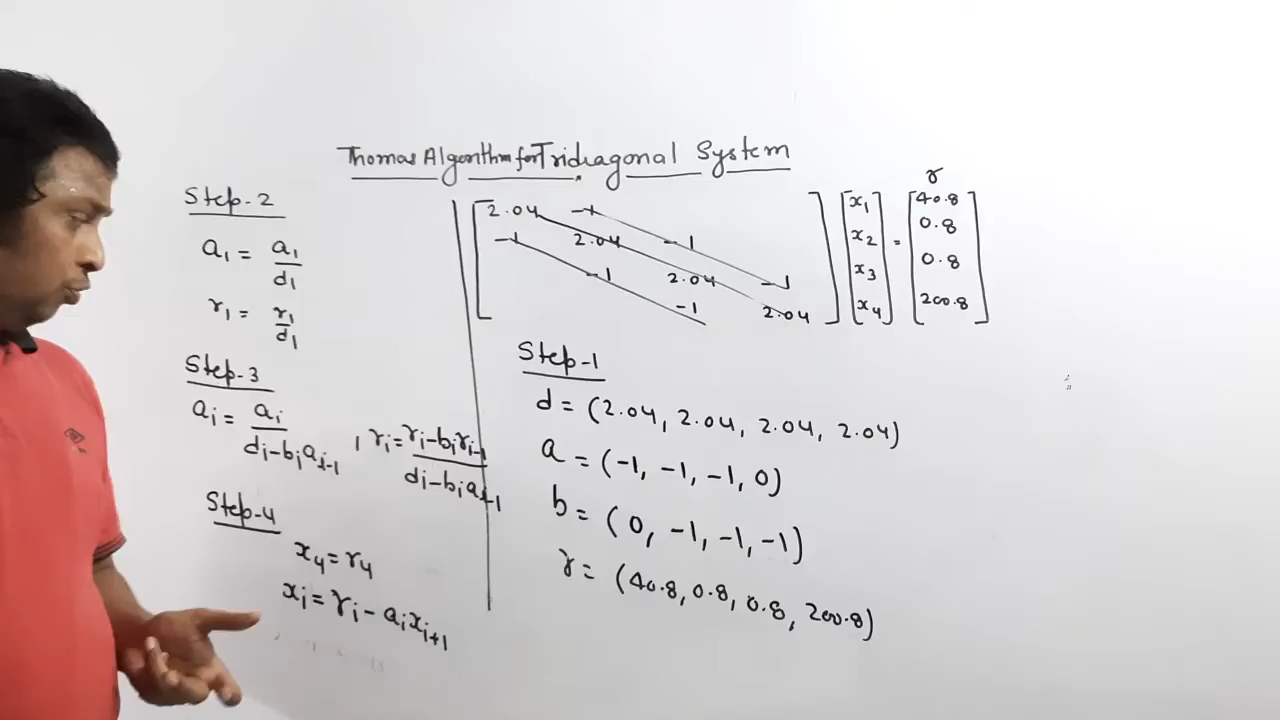 Thomas Algorithm for Tridiagonal System
Step-2
a₁ = a₁/d₁
r₁ = r₁/d₁
Step-3
aᵢ = aᵢ/(dᵢ-bᵢaᵢ₋₁) , rᵢ = (rᵢ-bᵢrᵢ₋₁)/(dᵢ-bᵢaᵢ₋₁)
Step-4
x₄ = r₄
xᵢ = rᵢ - aᵢxᵢ₊₁
r
2.04 -1 x₁ 40.8
-1 2.04 -1 x₂ = 0.8
-1 2.04 -1 x₃ 0.8
-1 2.04 x₄ 200.8
Step-1
d = (2.04, 2.04, 2.04, 2.04)
a = (-1, -1, -1, 0)
b = (0, -1, -1, -1)
r = (40.8, 0.8, 0.8, 200.8)